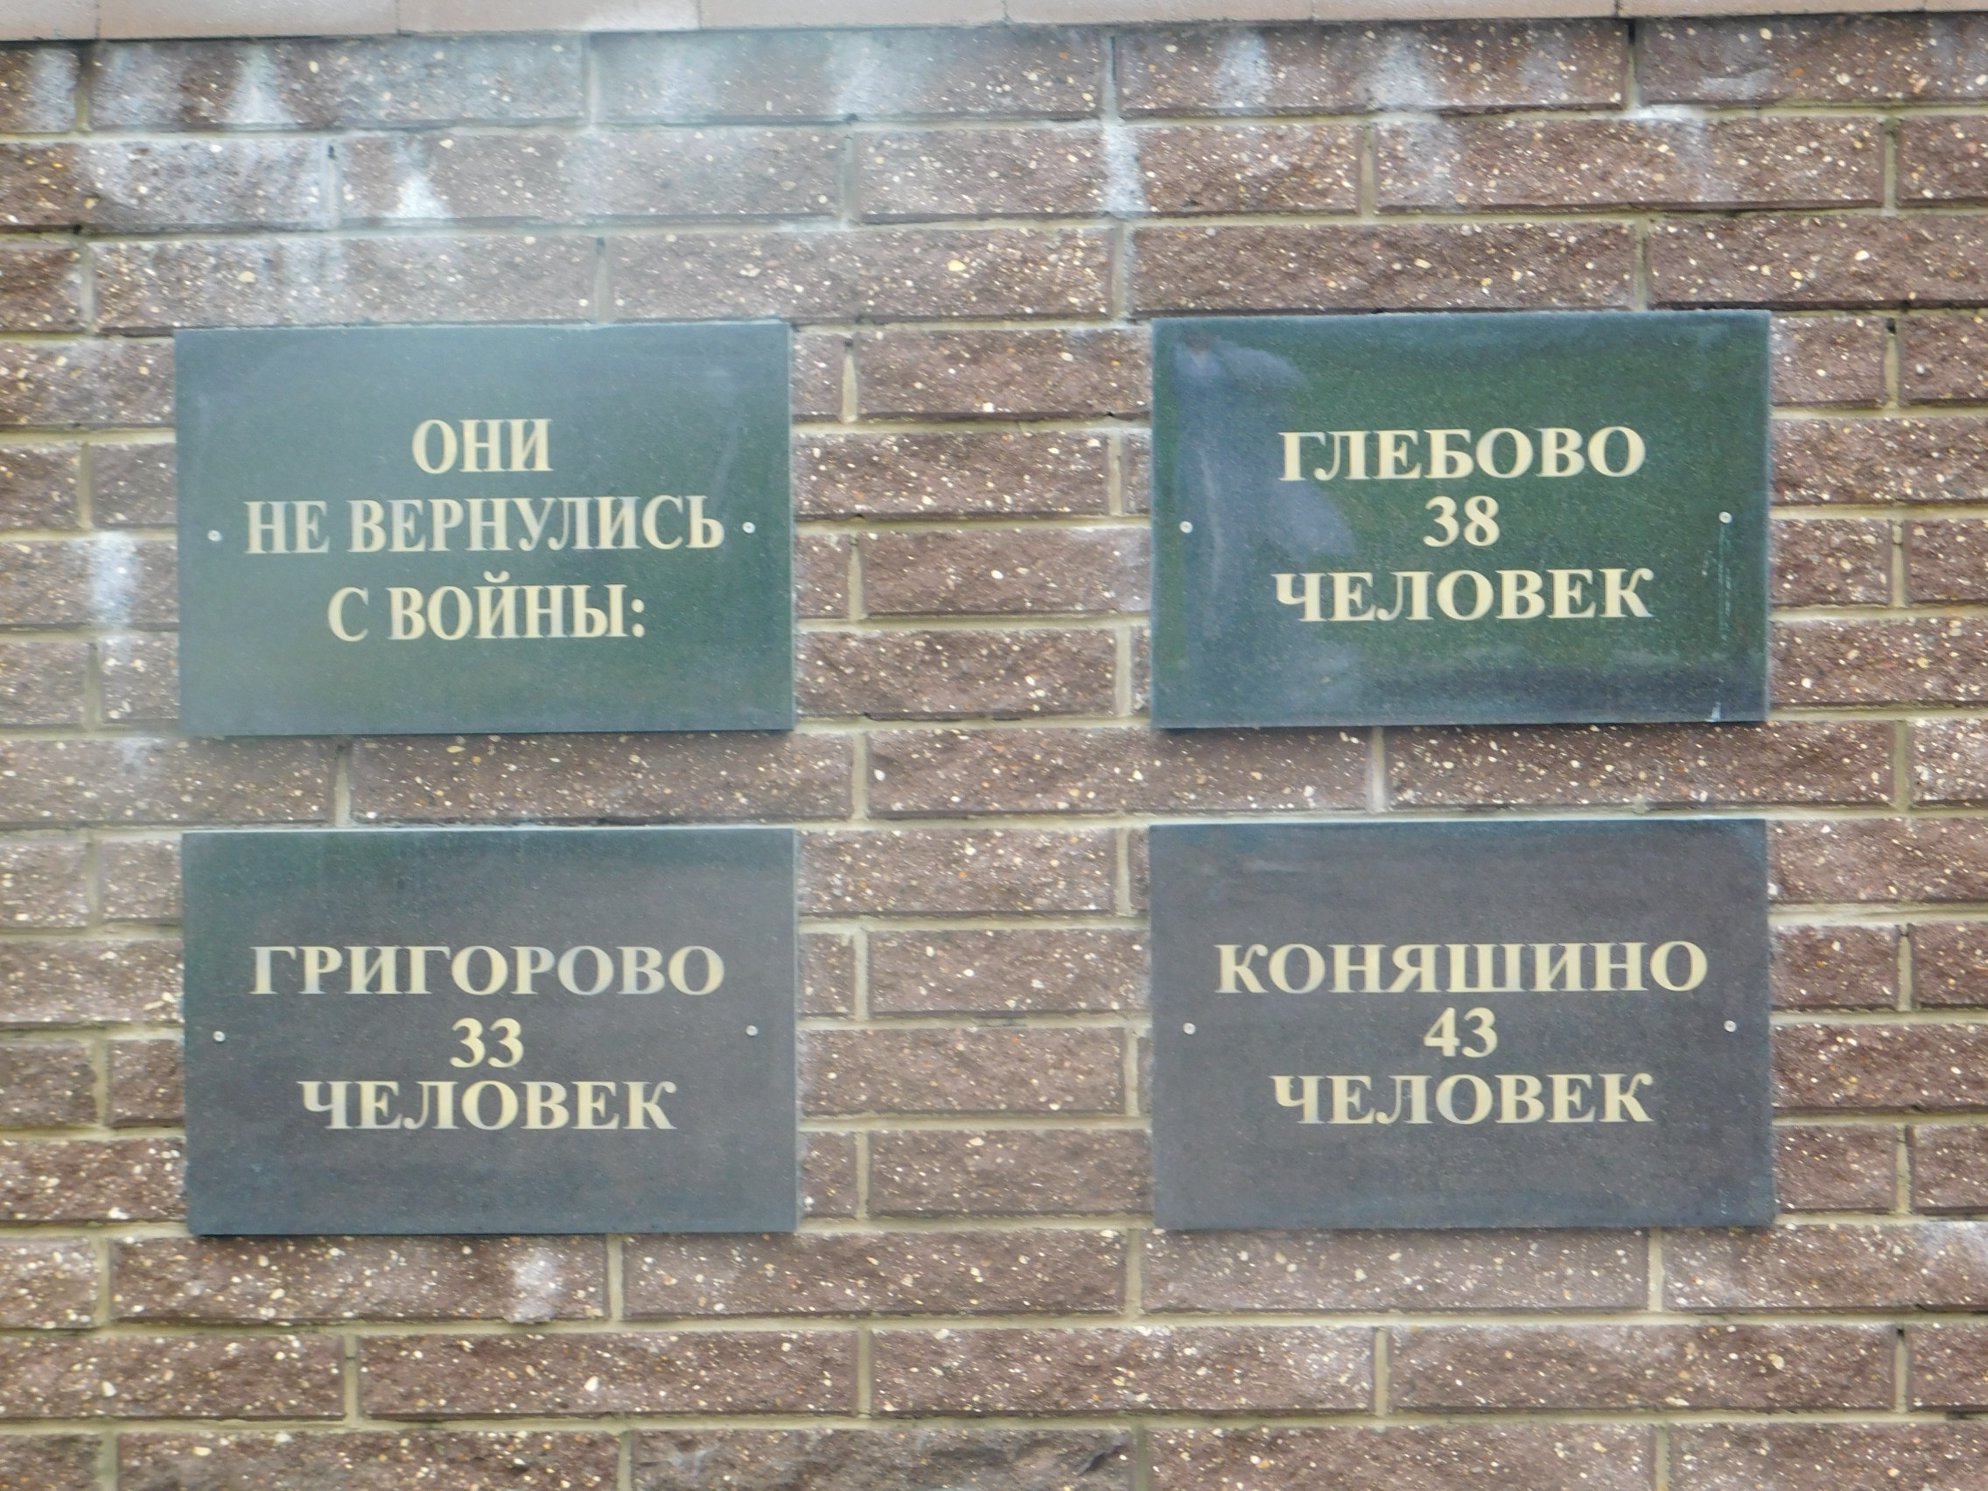 ОНИ
НЕ ВЕРНУЛИСЬ
С ВОЙНЫ:
ГЛЕБОВО
38
ЧЕЛОВЕК
ГРИГОРОВО
33
ЧЕЛОВЕК
КОНЯШИНО
43
ЧЕЛОВЕК